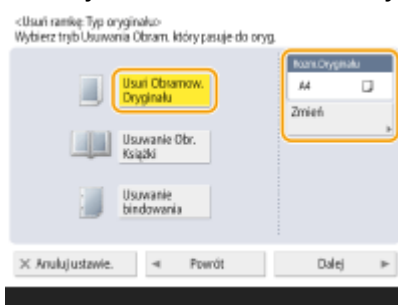 <Usuń ramkę: Typ oryginału>
Wybierz tryb Usuwania Obram. który pasuje do oryg.
Usuń Obramow.
Oryginału
Usuwanie Obr.
Książki
Usuwanie
bindowania
Rozm.Oryginału
A4
Zmień
Anuluj ustawie.
Powrót
Dalej